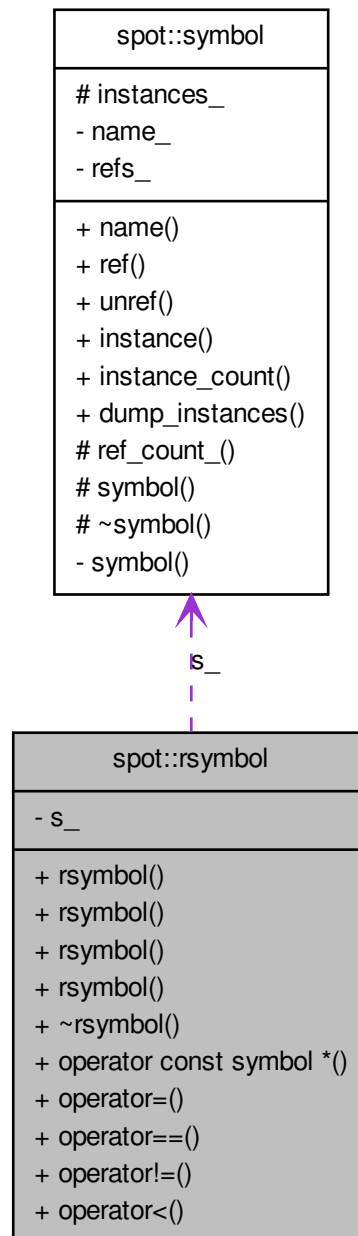 spot::symbol
# instances_
- name_
- refs_
+ name()
+ ref()
+ unref()
+ instance()
+ instance_count()
+ dump_instances()
# ref_count_()
# symbol()
# ~symbol()
- symbol()
s_
spot::rsymbol
- s_
+ rsymbol()
+ rsymbol()
+ rsymbol()
+ rsymbol()
+ ~rsymbol()
+ operator const symbol *()
+ operator=()
+ operator==()
+ operator!=()
+ operator<()